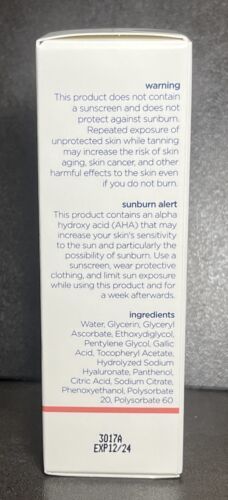 warning
This product does not contain
a sunscreen and does not
protect against sunburn.
Repeated exposure of
unprotected skin while tanning
may increase the risk of skin
aging, skin cancer, and other
harmful effects to the skin even
if you do not burn.
sunburn alert
This product contains an alpha
hydroxy acid (AHA) that may
increase your skin's sensitivity
to the sun and particularly the
possibility of sunburn. Use a
sunscreen, wear protective
clothing, and limit sun exposure
while using this product and for
a week afterwards.
ingredients
Water, Glycerin, Glyceryl
Ascorbate, Ethoxydiglycol,
Pentylene Glycol, Gallic
Acid, Tocopheryl Acetate,
Hydrolyzed Sodium
Hyaluronate, Panthenol,
Citric Acid, Sodium Citrate,
Phenoxyethanol, Polysorbate
20, Polysorbate 60
3017A
EXP12/24